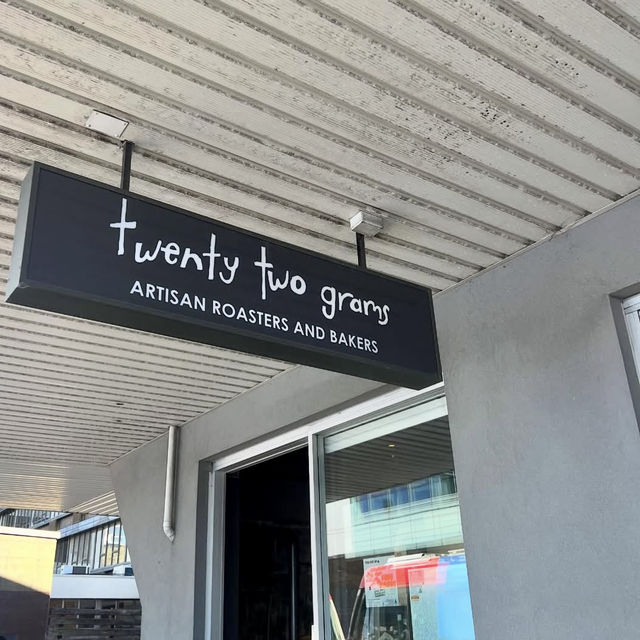 twenty two grams
ARTISAN ROASTERS AND BAKERS